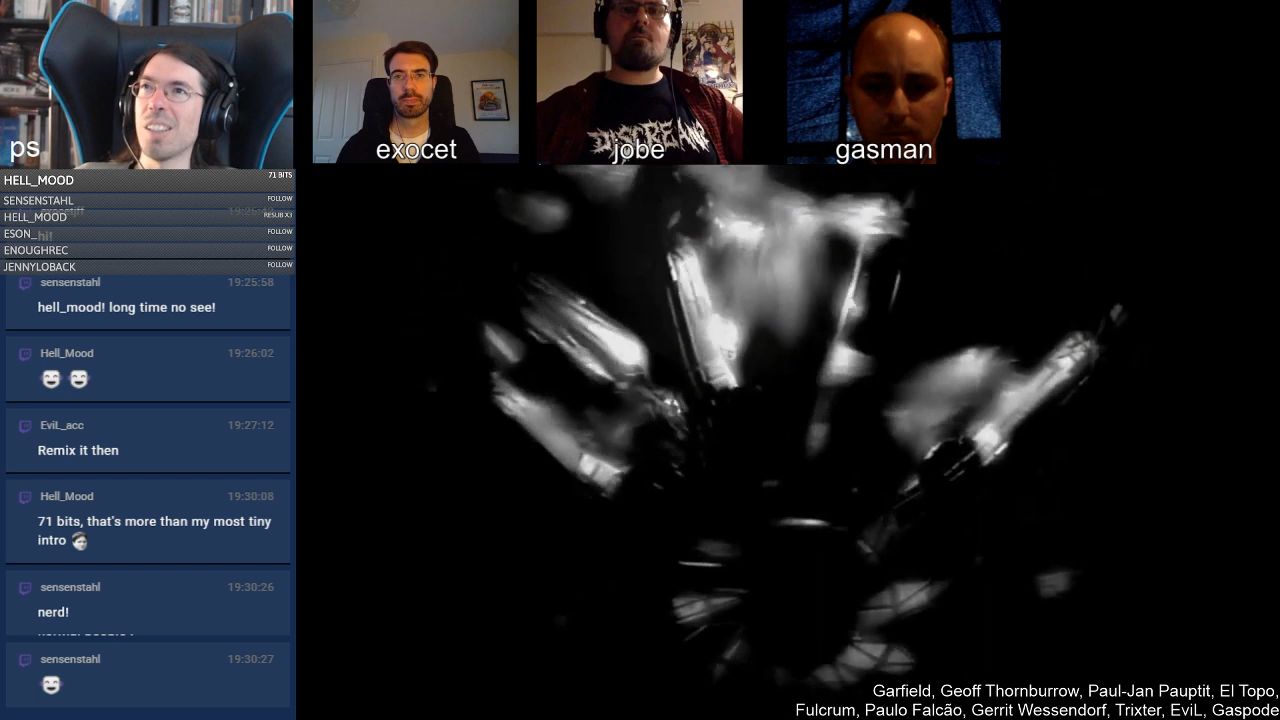 ps
exocet
jobe
gasman
HELL_MOOD 71 BITS
SENSENSTAHL FOLLOW
HELL_MOOD RESUB X3
ESON_ FOLLOW
hi!
ENOUGHREC FOLLOW
JENNYLOBACK FOLLOW
sensenstahl 19:25:58
hell_mood! long time no see!
Hell_Mood 19:26:02
EviL_acc 19:27:12
Remix it then
Hell_Mood 19:30:08
71 bits, that's more than my most tiny
intro
sensenstahl 19:30:26
nerd!
sensenstahl 19:30:27
Garfield, Geoff Thornburrow, Paul-Jan Pauptit, El Topo,
Fulcrum, Paulo Falcão, Gerrit Wessendorf, Trixter, EviL, Gaspode